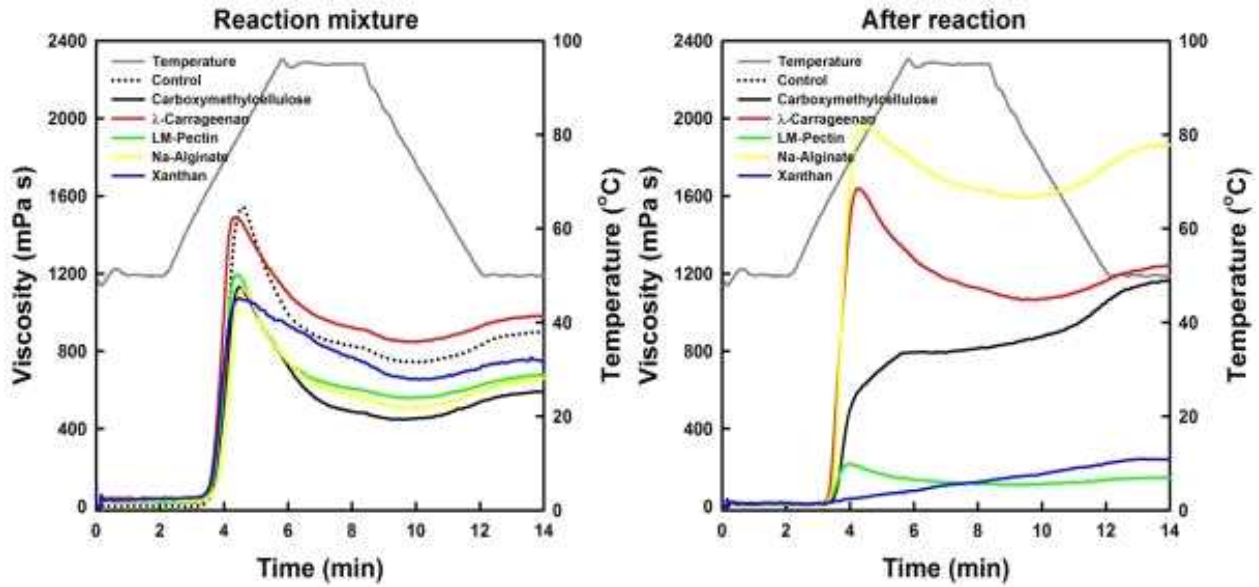 Reaction mixture
2400
2000
1600
1200
800
400
0
Viscosity (mPa s)
Temperature
Control
Carboxymethylcellulose
λ-Carrageenan
LM-Pectin
Na-Alginate
Xanthan
100
80
60
40
20
0
Temperature (°C)
0 2 4 6 8 10 12 14
Time (min)
After reaction
2400
2000
1600
1200
800
400
0
Viscosity (mPa s)
Temperature
Control
Carboxymethylcellulose
λ-Carrageenan
LM-Pectin
Na-Alginate
Xanthan
100
80
60
40
20
0
Temperature (°C)
0 2 4 6 8 10 12 14
Time (min)